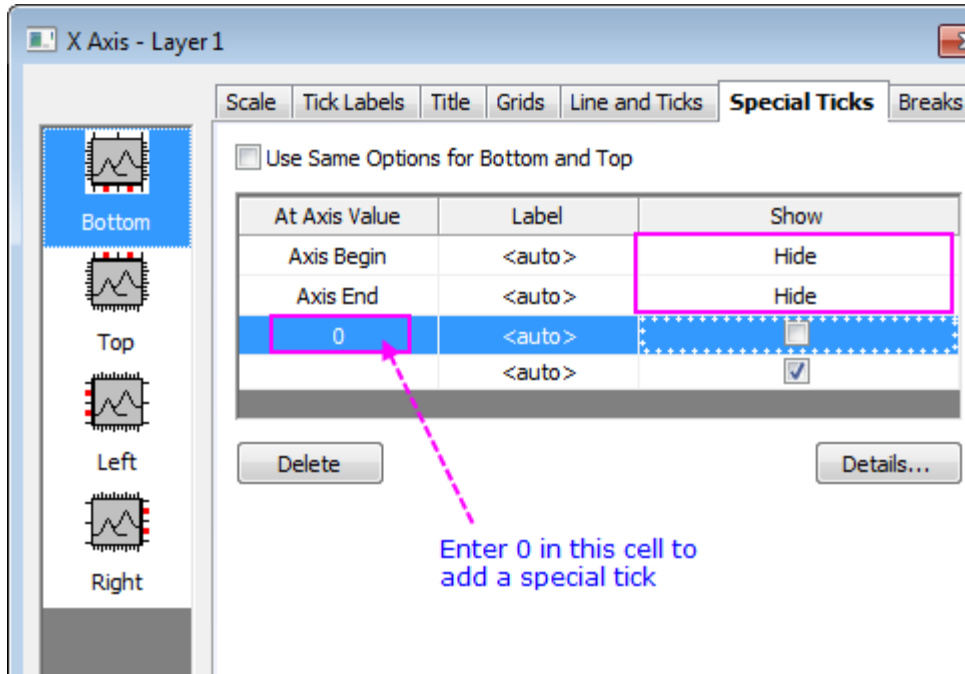 X Axis - Layer 1
Scale Tick Labels Title Grids Line and Ticks Special Ticks Breaks
Use Same Options for Bottom and Top
Bottom
Top
Left
Right
At Axis Value Label Show
Axis Begin <auto> Hide
Axis End <auto> Hide
0 <auto>
<auto>
Delete Details...
Enter 0 in this cell to
add a special tick